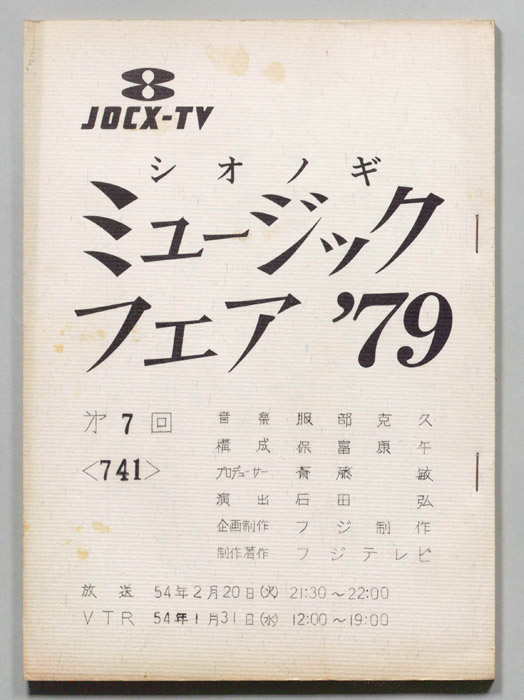 JOCX-TV
シオノギ
ミュージック
フェア '79
第7回
〈741〉
音楽 服部克久
構成 保富康午
プロデューサー 斎藤敏
演出 石田弘
企画制作 フジ制作
制作著作 フジテレビ
放送 54年2月20日(火) 21:30～22:00
VTR 54年1月31日(水) 12:00～19:00